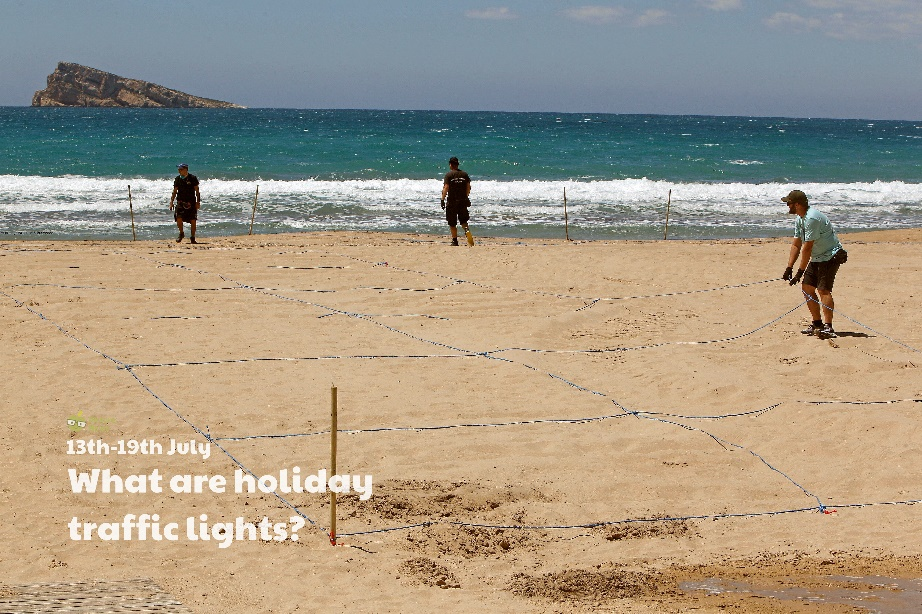 13th-19th July
What are holiday
traffic lights?